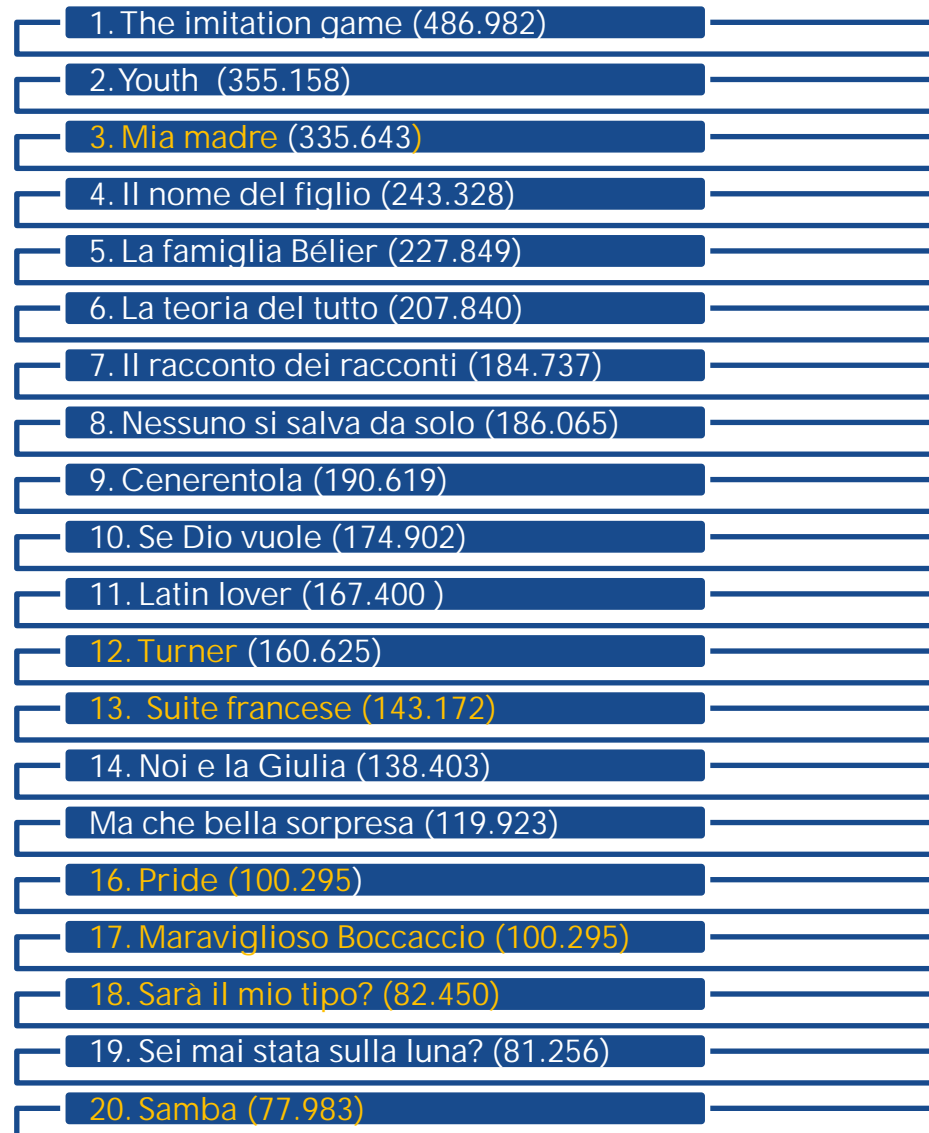 1. The imitation game (486.982)
2. Youth (355.158)
3. Mia madre (335.643)
4. Il nome del figlio (243.328)
5. La famiglia Bélier (227.849)
6. La teoria del tutto (207.840)
7. Il racconto dei racconti (184.737)
8. Nessuno si salva da solo (186.065)
9. Cenerentola (190.619)
10. Se Dio vuole (174.902)
11. Latin lover (167.400 )
12. Turner (160.625)
13. Suite francese (143.172)
14. Noi e la Giulia (138.403)
Ma che bella sorpresa (119.923)
16. Pride (100.295)
17. Maraviglioso Boccaccio (100.295)
18. Sarà il mio tipo? (82.450)
19. Sei mai stata sulla luna? (81.256)
20. Samba (77.983)